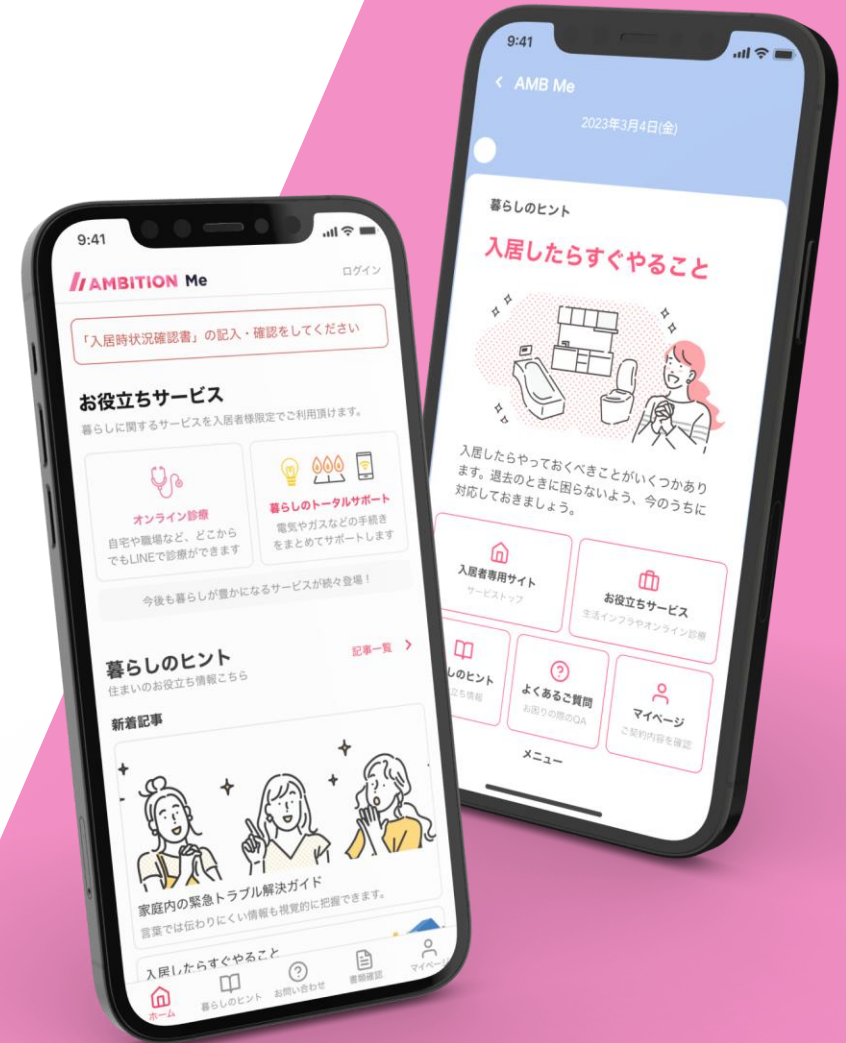 9:41
AMBITION Me
ログイン
「入居時状況確認書」の記入・確認をしてください
お役立ちサービス
暮らしに関するサービスを入居者様限定でご利用頂けます。
オンライン診療
自宅や職場など、どこから
でもLINEで診療ができます
暮らしのトータルサポート
電気やガスなどの手続き
をまとめてサポートします
今後も暮らしが豊かになるサービスが続々登場！
暮らしのヒント
住まいのお役立ち情報こちら
記事一覧
新着記事
家庭内の緊急トラブル解決ガイド
言葉では伝わりにくい情報も視覚的に把握できます。
入居したらすぐやること
ホーム
暮らしのヒント
お問い合わせ
書類確認
マイページ
9:41
AMB Me
2023年3月4日(金)
暮らしのヒント
入居したらすぐやること
入居したらやっておくべきことがいくつかあり
ます。退去のときに困らないよう、今のうちに
対応しておきましょう。
入居者専用サイト
サービストップ
お役立ちサービス
生活インフラやオンライン診療
しのヒント
立ち情報
よくあるご質問
お困りの際のQA
マイページ
ご契約内容を確認
メニュー